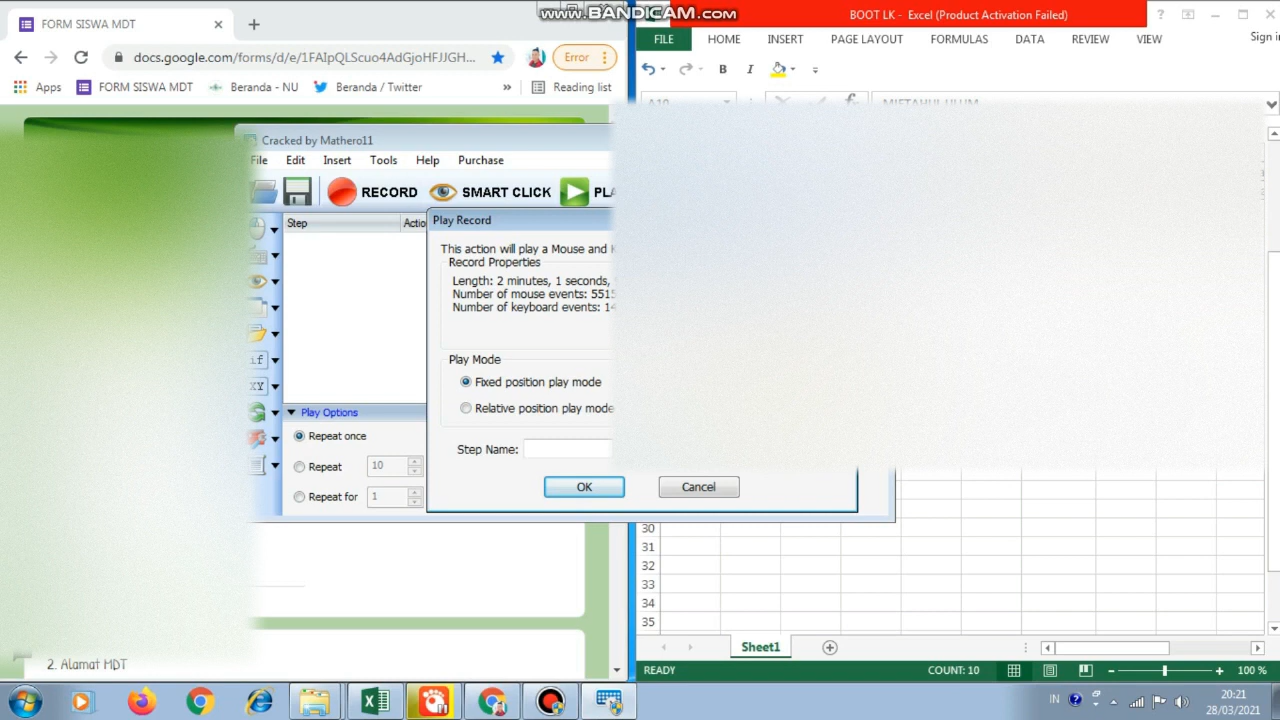 FORM SISWA MDT
www.BANDICAM.com
BOOT LK - Excel (Product Activation Failed)
docs.google.com/forms/d/e/1FAIpQLScuo4AdGjoHFJJGH...
Error
FILE HOME INSERT PAGE LAYOUT FORMULAS DATA REVIEW VIEW
Sign in
B I
Apps FORM SISWA MDT Beranda - NU Beranda / Twitter » Reading list
Cracked by Mathero11
File Edit Insert Tools Help Purchase
RECORD SMART CLICK
Step
Play Record
This action will play a Mouse and
Record Properties
Length: 2 minutes, 1 seconds,
Number of mouse events: 5515
Number of keyboard events: 14
if
XY
Play Mode
Fixed position play mode
Relative position play mode
Step Name:
OK Cancel
Play Options
Repeat once
Repeat 10
Repeat for 1
30
31
32
33
34
35
2. Alamat MDT
Sheet1
READY COUNT: 10 100 %
IN 20:21
28/03/2021